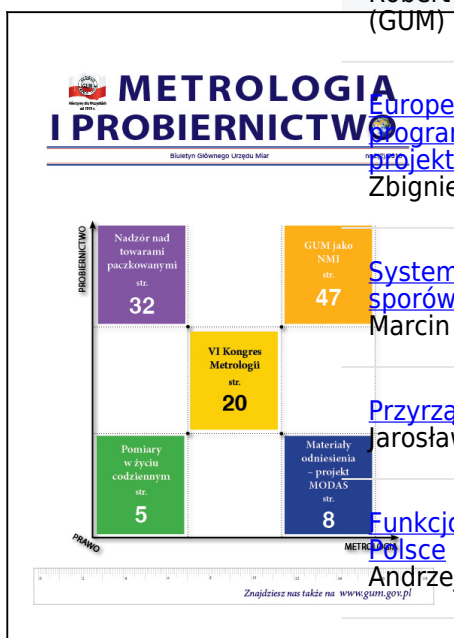 (GUM)
METROLOGIA
I PROBIERNICTWO
Biuletyn Głównego Urzędu Miar
PROBIERNICTWO
Nadzór nad
towarami
paczkowanymi
str.
32
GUM jako
NMI
str.
47
VI Kongres
Metrologii
str.
20
Pomiary
w życiu
codziennym
str.
5
Materiały
odniesienia
– projekt
MODAS
str.
8
PRAWO
METROLOGIA
Znajdziesz nas także na www.gum.gov.pl
Europe
program
projekt
Zbignie
System
sporów
Marcin
Przyrzą
Jarosław
Funkcjo
Polsce
Andrzej